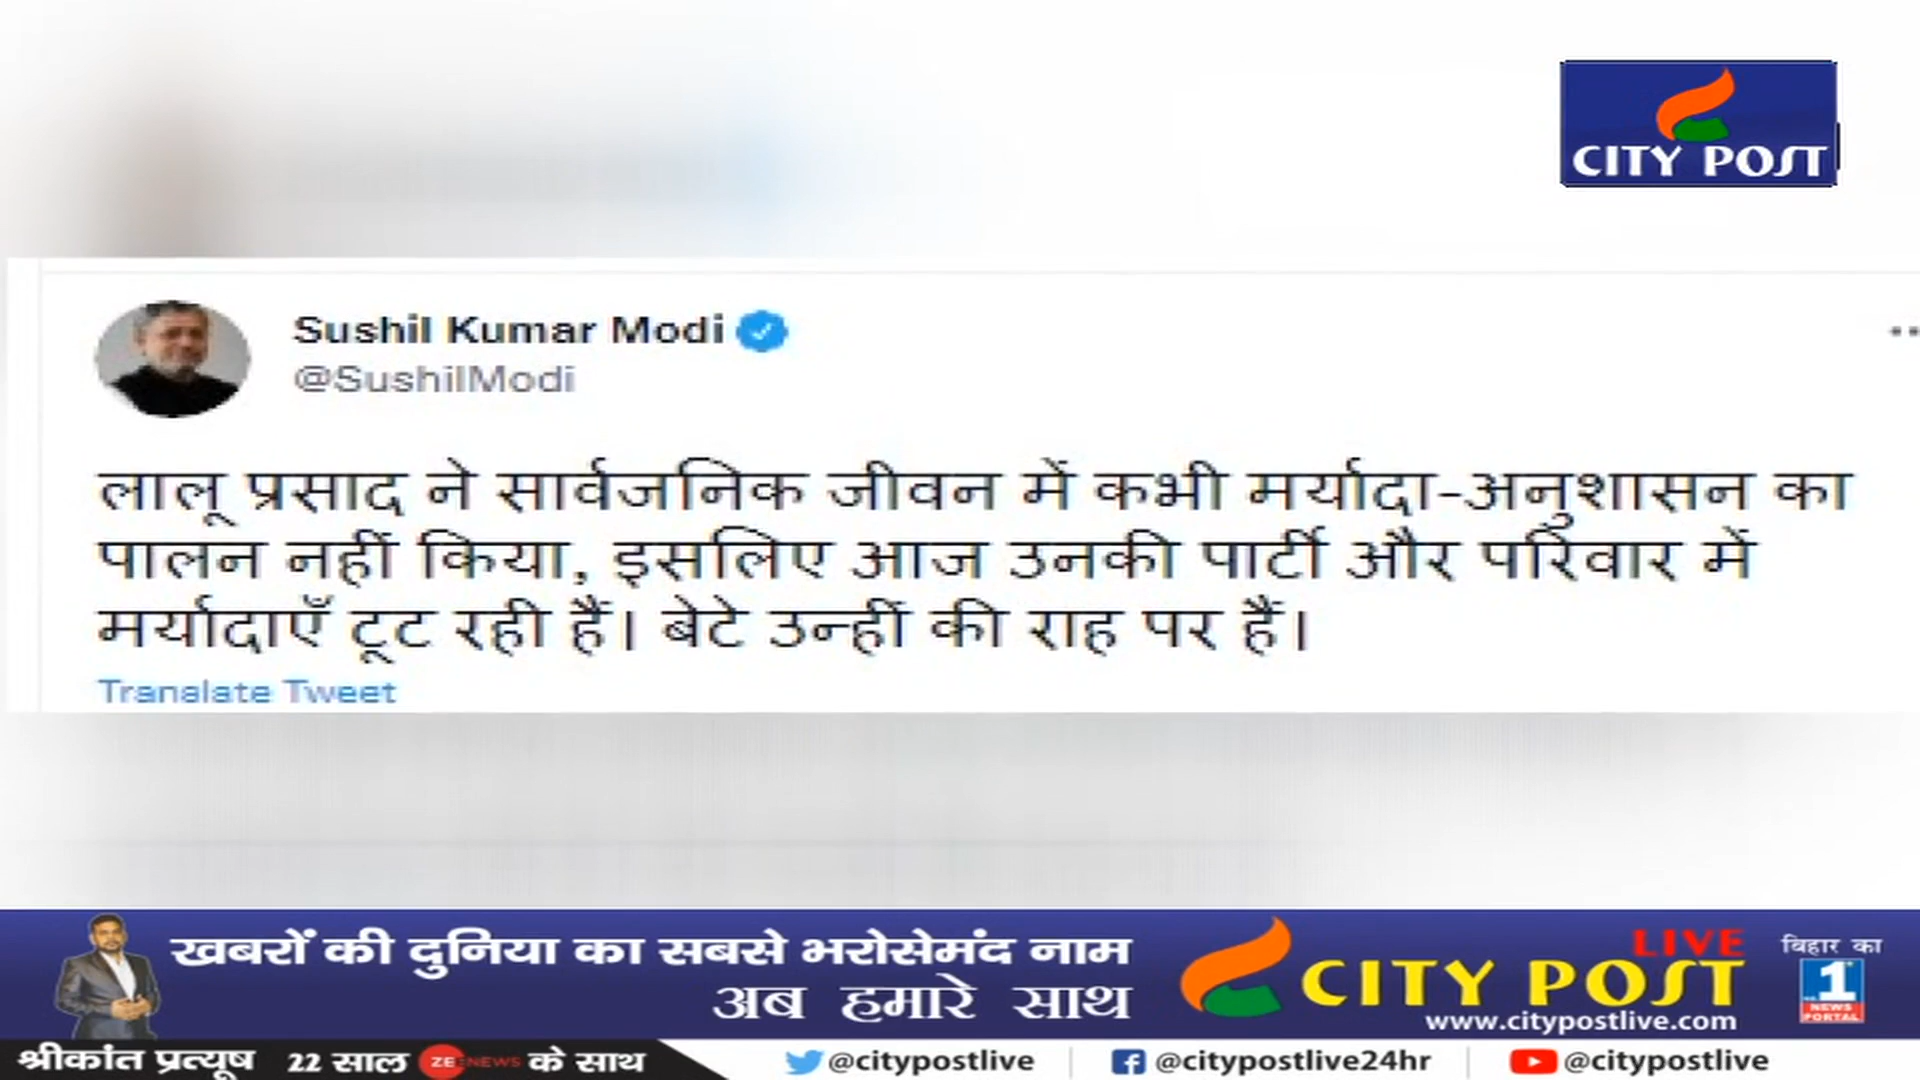 CITY POST
Sushil Kumar Modi
@SushilModi
लालू प्रसाद ने सार्वजनिक जीवन में कभी मर्यादा-अनुशासन का
पालन नहीं किया, इसलिए आज उनकी पार्टी और परिवार में
मर्यादाएँ टूट रही हैं। बेटे उन्हीं की राह पर हैं।
Translate Tweet
खबरों की दुनिया का सबसे भरोसेमंद नाम
अब हमारे साथ
LIVE
CITY POST
www.citypostlive.com
बिहार का
1
NEWS
PORTAL
श्रीकांत प्रत्यूष 22 साल ZEE NEWS के साथ
@citypostlive
@citypostlive24hr
@citypostlive